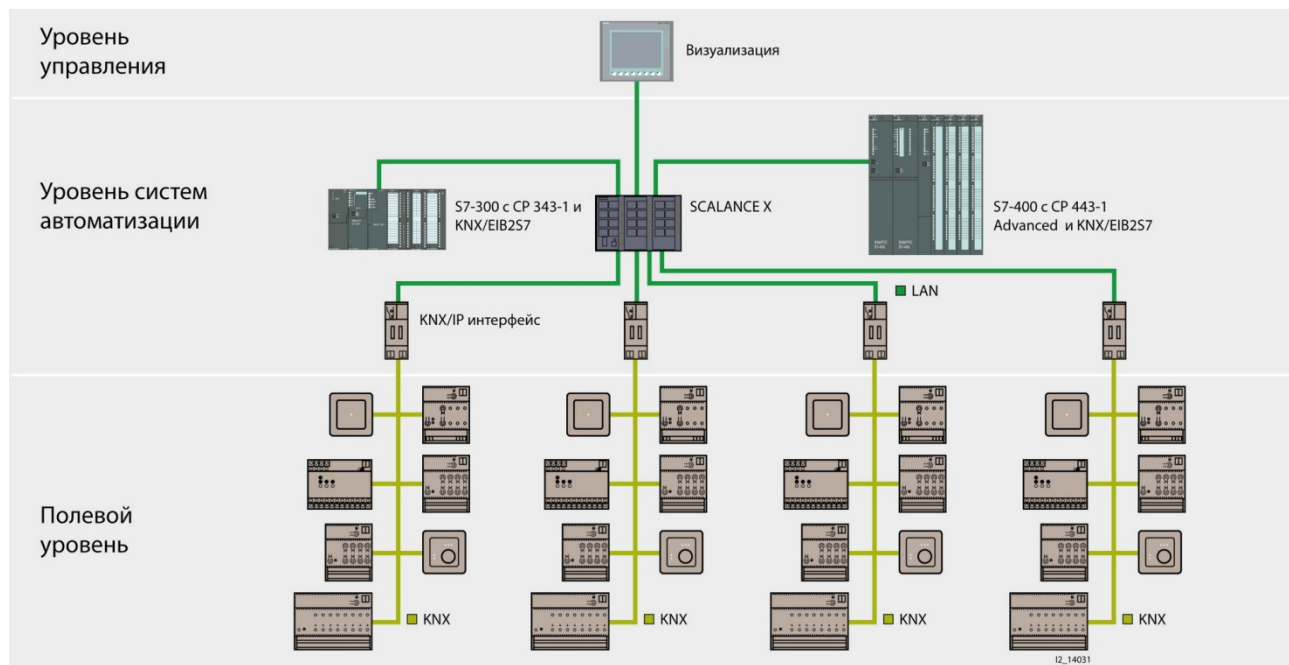 Уровень
управления
Визуализация
Уровень систем
автоматизации
S7-300 с CP 343-1 и
KNX/EIB2S7
SCALANCE X
S7-400 с CP 443-1
Advanced и KNX/EIB2S7
LAN
KNX/IP интерфейс
Полевой
уровень
KNX
KNX
KNX
KNX
I2_14031